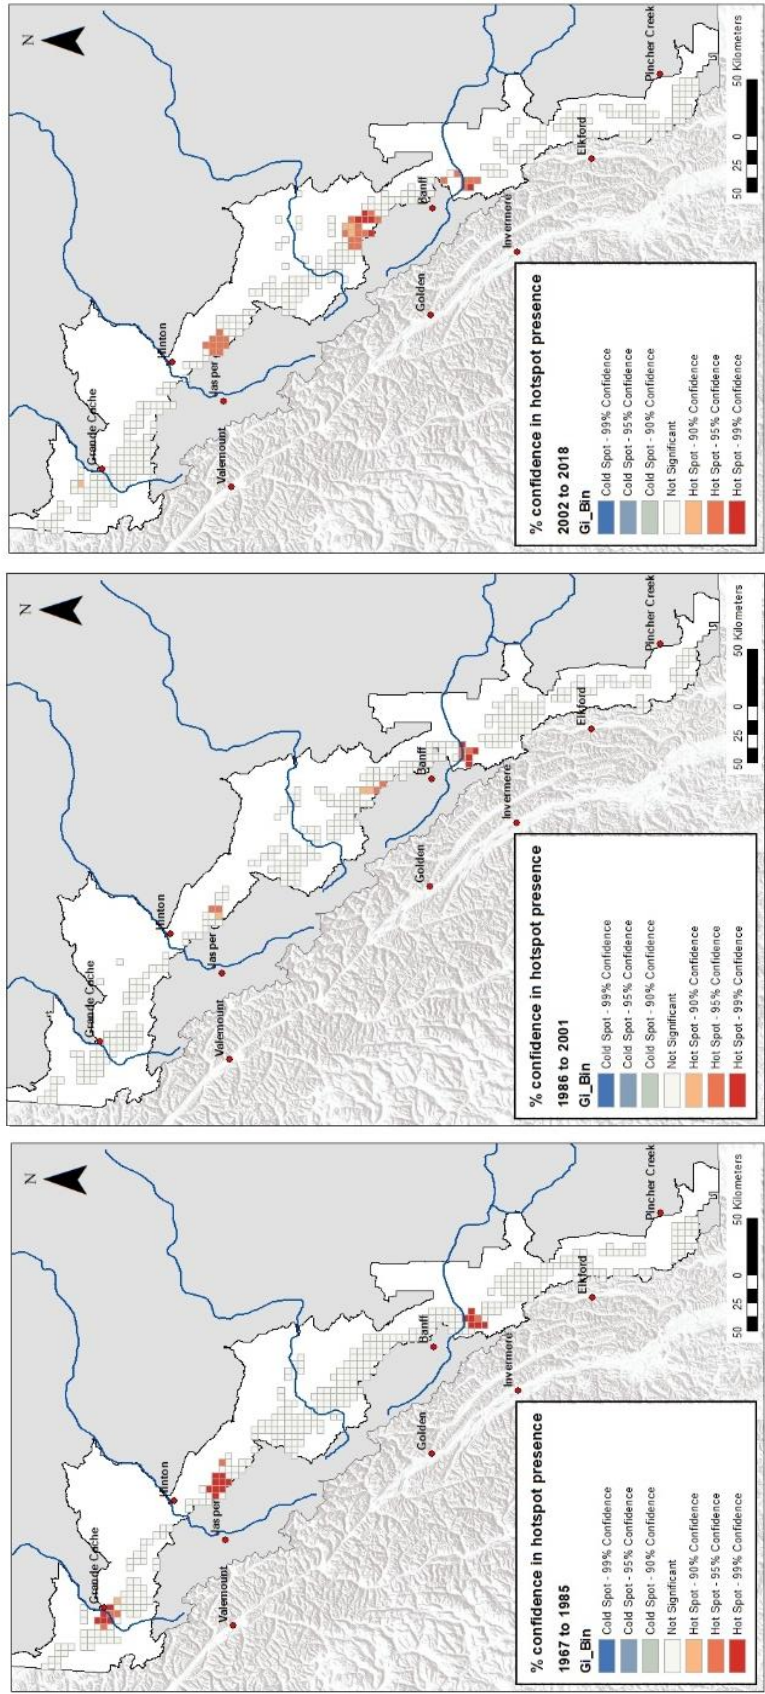 N
Grande Cache
Hinton
Jasper
Valemount
Banff
Golden
Invermere
Elkford
Pincher Creek
% confidence in hotspot presence
2002 to 2018
Gi_Bin
Cold Spot - 99% Confidence
Cold Spot - 95% Confidence
Cold Spot - 90% Confidence
Not Significant
Hot Spot - 90% Confidence
Hot Spot - 95% Confidence
Hot Spot - 99% Confidence
50 25 0 50 Kilometers
N
Grande Cache
Hinton
Jasper
Valemount
Banff
Golden
Invermere
Elkford
Pincher Creek
% confidence in hotspot presence
1986 to 2001
Gi_Bin
Cold Spot - 99% Confidence
Cold Spot - 95% Confidence
Cold Spot - 90% Confidence
Not Significant
Hot Spot - 90% Confidence
Hot Spot - 95% Confidence
Hot Spot - 99% Confidence
50 25 0 50 Kilometers
N
Grande Cache
Hinton
Jasper
Valemount
Banff
Golden
Invermere
Elkford
Pincher Creek
% confidence in hotspot presence
1967 to 1985
Gi_Bin
Cold Spot - 99% Confidence
Cold Spot - 95% Confidence
Cold Spot - 90% Confidence
Not Significant
Hot Spot - 90% Confidence
Hot Spot - 95% Confidence
Hot Spot - 99% Confidence
50 25 0 50 Kilometers